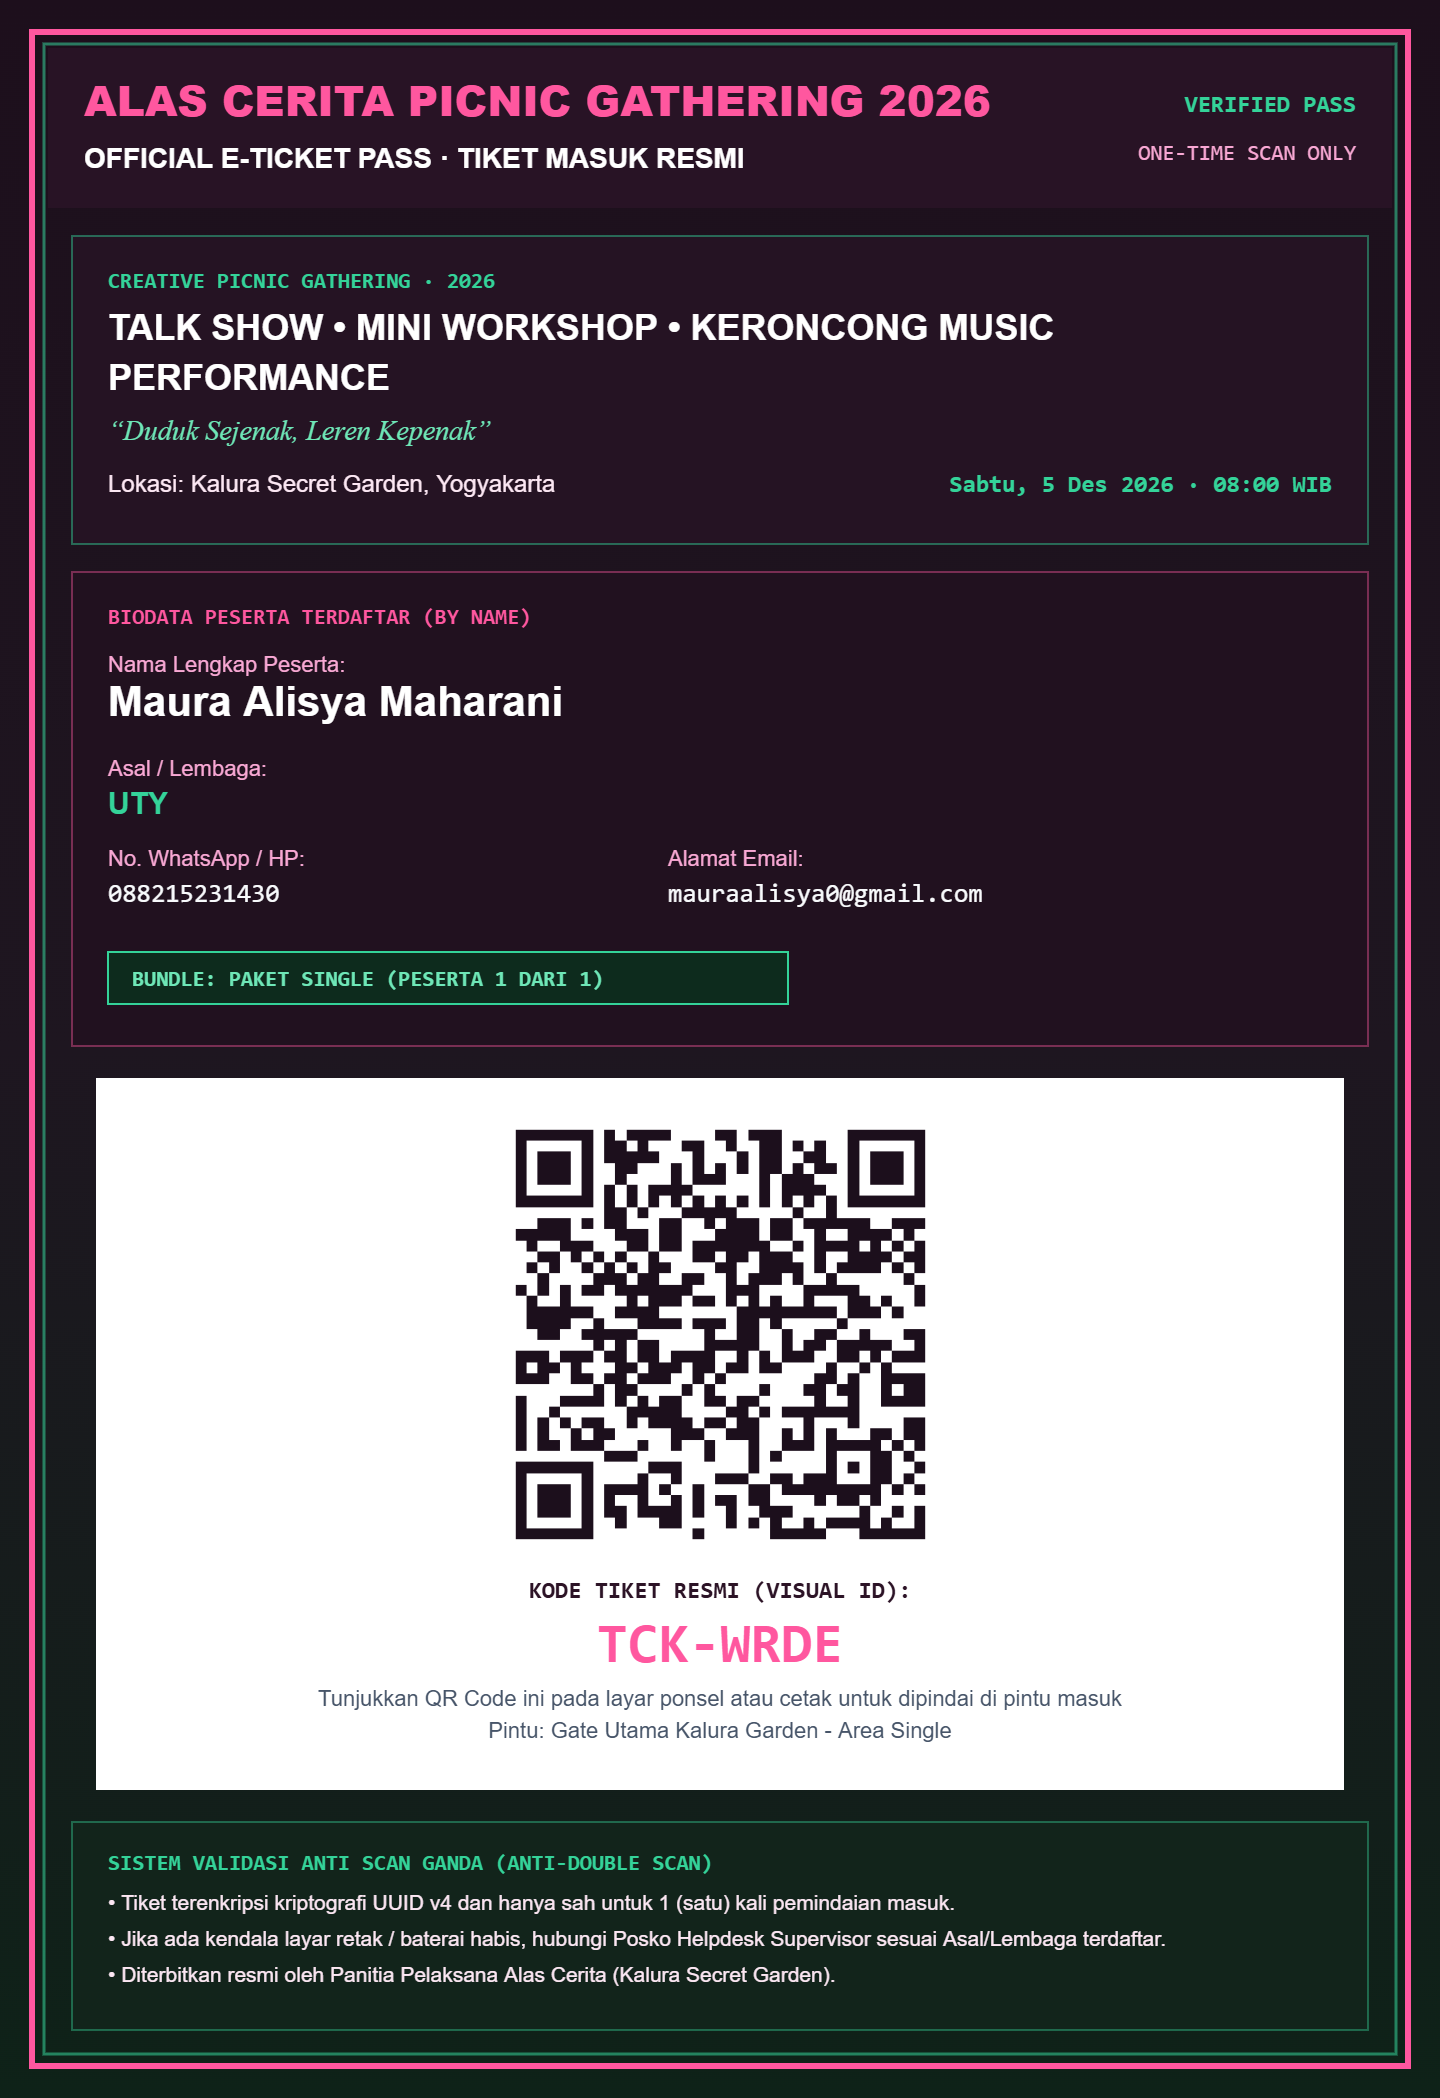 ALAS CERITA PICNIC GATHERING 2026
VERIFIED PASS
OFFICIAL E-TICKET PASS · TIKET MASUK RESMI
ONE-TIME SCAN ONLY
CREATIVE PICNIC GATHERING · 2026
TALK SHOW • MINI WORKSHOP • KERONCONG MUSIC
PERFORMANCE
“Duduk Sejenak, Leren Kepenak”
Lokasi: Kalura Secret Garden, Yogyakarta
Sabtu, 5 Des 2026 · 08:00 WIB
BIODATA PESERTA TERDAFTAR (BY NAME)
Nama Lengkap Peserta:
Maura Alisya Maharani
Asal / Lembaga:
UTY
No. WhatsApp / HP:
088215231430
Alamat Email:
mauraalisya0@gmail.com
BUNDLE: PAKET SINGLE (PESERTA 1 DARI 1)
KODE TIKET RESMI (VISUAL ID):
TCK-WRDE
Tunjukkan QR Code ini pada layar ponsel atau cetak untuk dipindai di pintu masuk
Pintu: Gate Utama Kalura Garden - Area Single
SISTEM VALIDASI ANTI SCAN GANDA (ANTI-DOUBLE SCAN)
• Tiket terenkripsi kriptografi UUID v4 dan hanya sah untuk 1 (satu) kali pemindaian masuk.
• Jika ada kendala layar retak / baterai habis, hubungi Posko Helpdesk Supervisor sesuai Asal/Lembaga terdaftar.
• Diterbitkan resmi oleh Panitia Pelaksana Alas Cerita (Kalura Secret Garden).